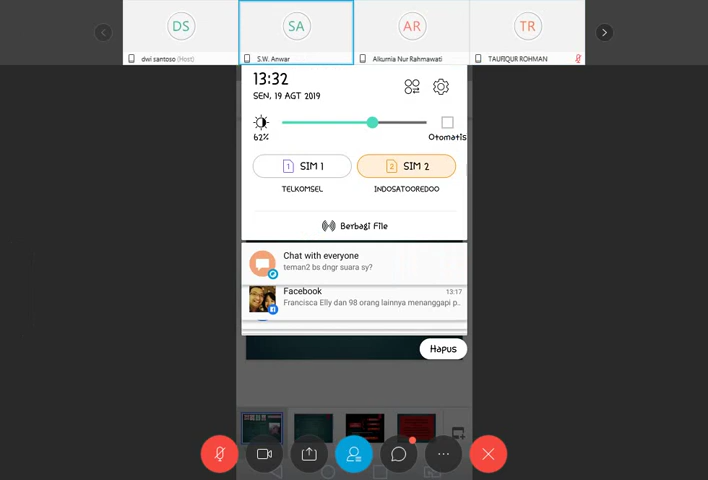 DS
SA
AR
TR
dwi santoso (Host)
S.W. Anwar
Alkurnia Nur Rahmawati
TAUFIQUR ROHMAN
13:32
SEN, 19 AGT 2019
62%
Otomatis
1 SIM 1
2 SIM 2
TELKOMSEL
INDOSATOOREDOO
Berbagi File
Chat with everyone
teman2 bs dngr suara sy?
Facebook
13:17
Francisca Elly dan 98 orang lainnya menanggapi p..
Hapus